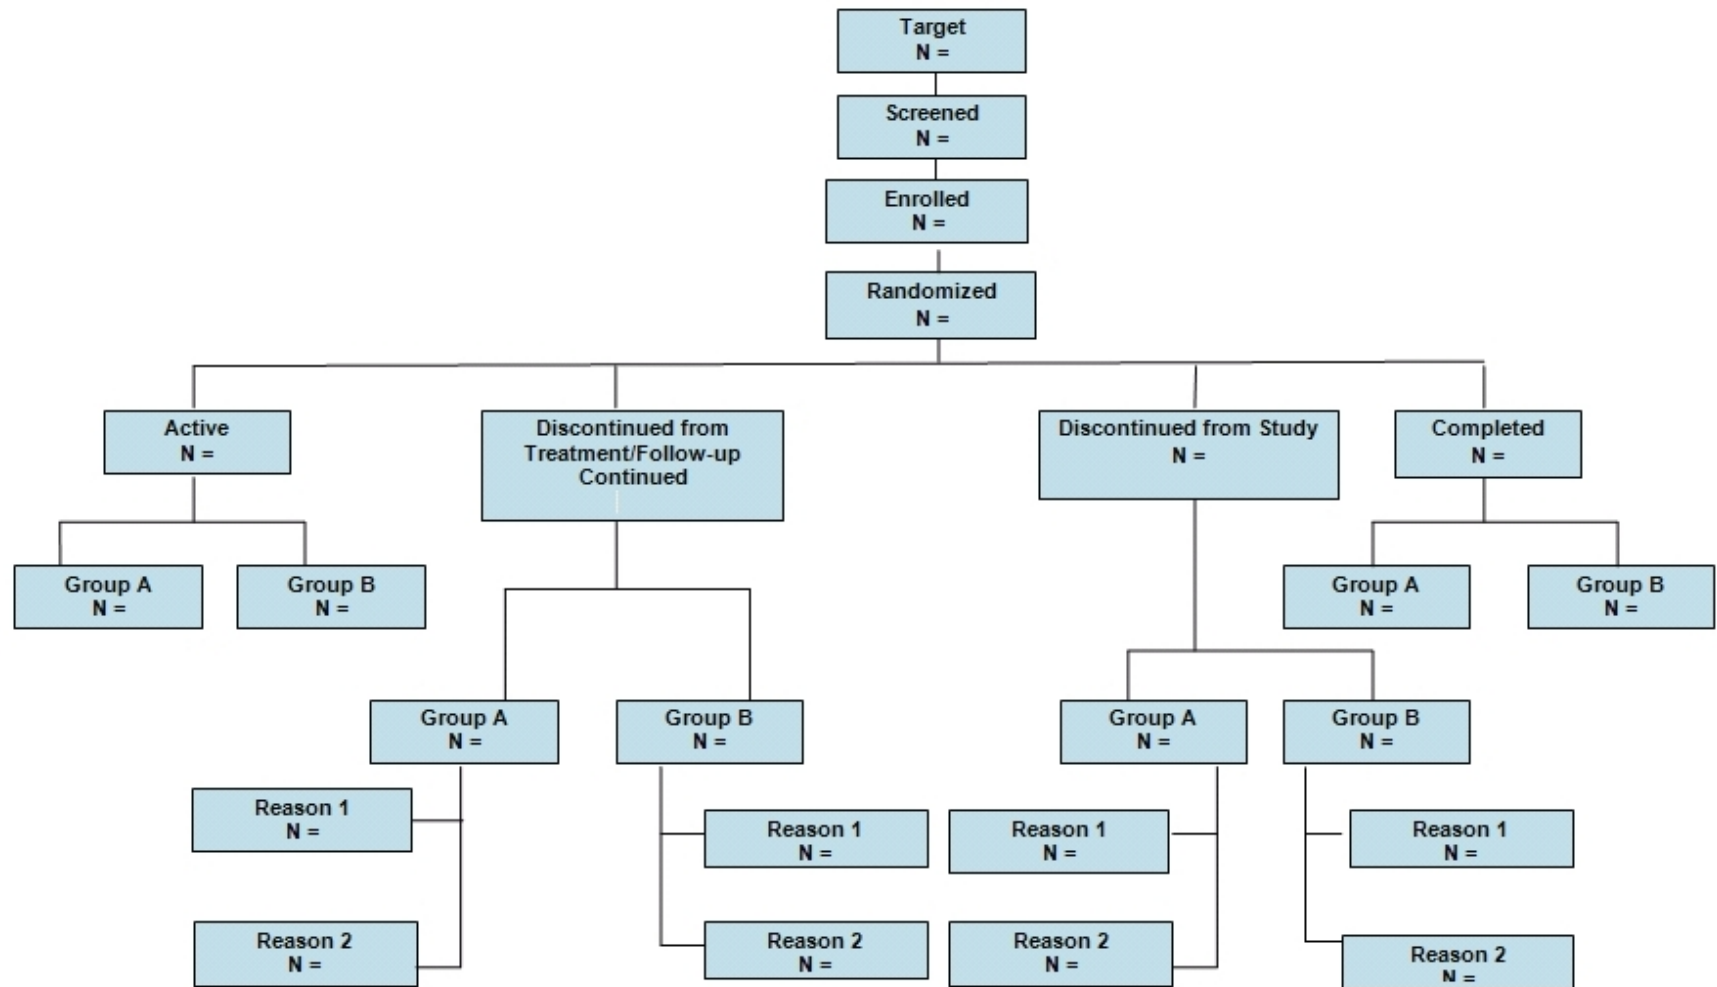 Target
N =
Screened
N =
Enrolled
N =
Randomized
N =
Active
N =
Discontinued from
Treatment/Follow-up
Continued
Discontinued from Study
N =
Completed
N =
Group A
N =
Group B
N =
Group A
N =
Group B
N =
Group A
N =
Group B
N =
Group A
N =
Group B
N =
Reason 1
N =
Reason 1
N =
Reason 1
N =
Reason 1
N =
Reason 2
N =
Reason 2
N =
Reason 2
N =
Reason 2
N =